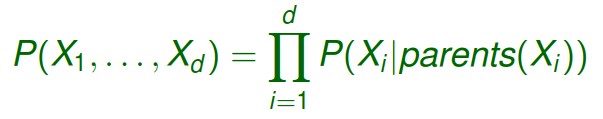 P(X₁, . . . , X_d) = ∏_{i=1}^{d} P(X_i|parents(X_i))